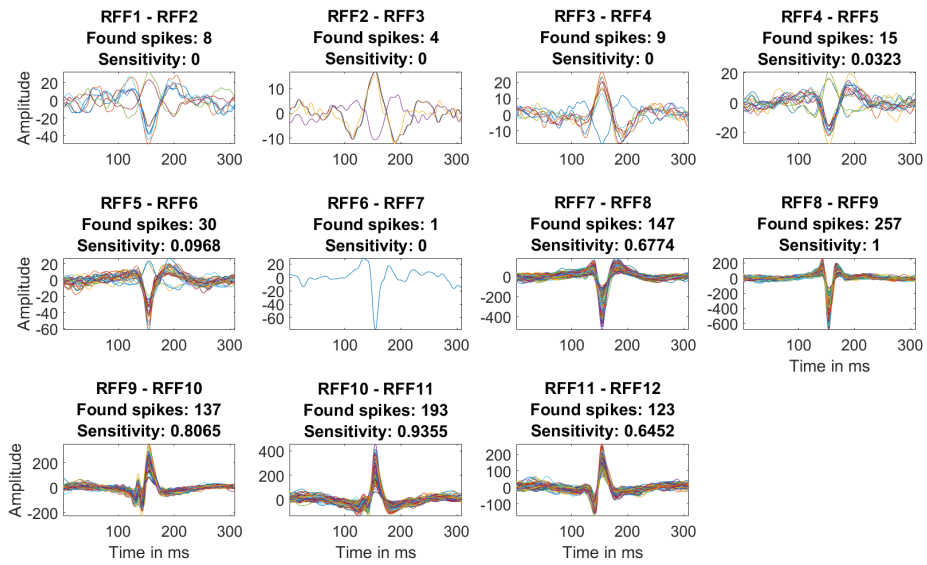 RFF1 - RFF2
Found spikes: 8
Sensitivity: 0
20
0
-20
-40
Amplitude
100 200 300
RFF2 - RFF3
Found spikes: 4
Sensitivity: 0
10
0
-10
100 200 300
RFF3 - RFF4
Found spikes: 9
Sensitivity: 0
20
10
0
-10
100 200 300
RFF4 - RFF5
Found spikes: 15
Sensitivity: 0.0323
20
0
-20
100 200 300
RFF5 - RFF6
Found spikes: 30
Sensitivity: 0.0968
20
0
-20
-40
-60
Amplitude
100 200 300
RFF6 - RFF7
Found spikes: 1
Sensitivity: 0
20
0
-20
-40
-60
100 200 300
RFF7 - RFF8
Found spikes: 147
Sensitivity: 0.6774
0
-200
-400
100 200 300
RFF8 - RFF9
Found spikes: 257
Sensitivity: 1
200
0
-200
-400
-600
100 200 300
Time in ms
RFF9 - RFF10
Found spikes: 137
Sensitivity: 0.8065
200
0
-200
Amplitude
100 200 300
Time in ms
RFF10 - RFF11
Found spikes: 193
Sensitivity: 0.9355
400
200
0
100 200 300
Time in ms
RFF11 - RFF12
Found spikes: 123
Sensitivity: 0.6452
200
100
0
-100
100 200 300
Time in ms